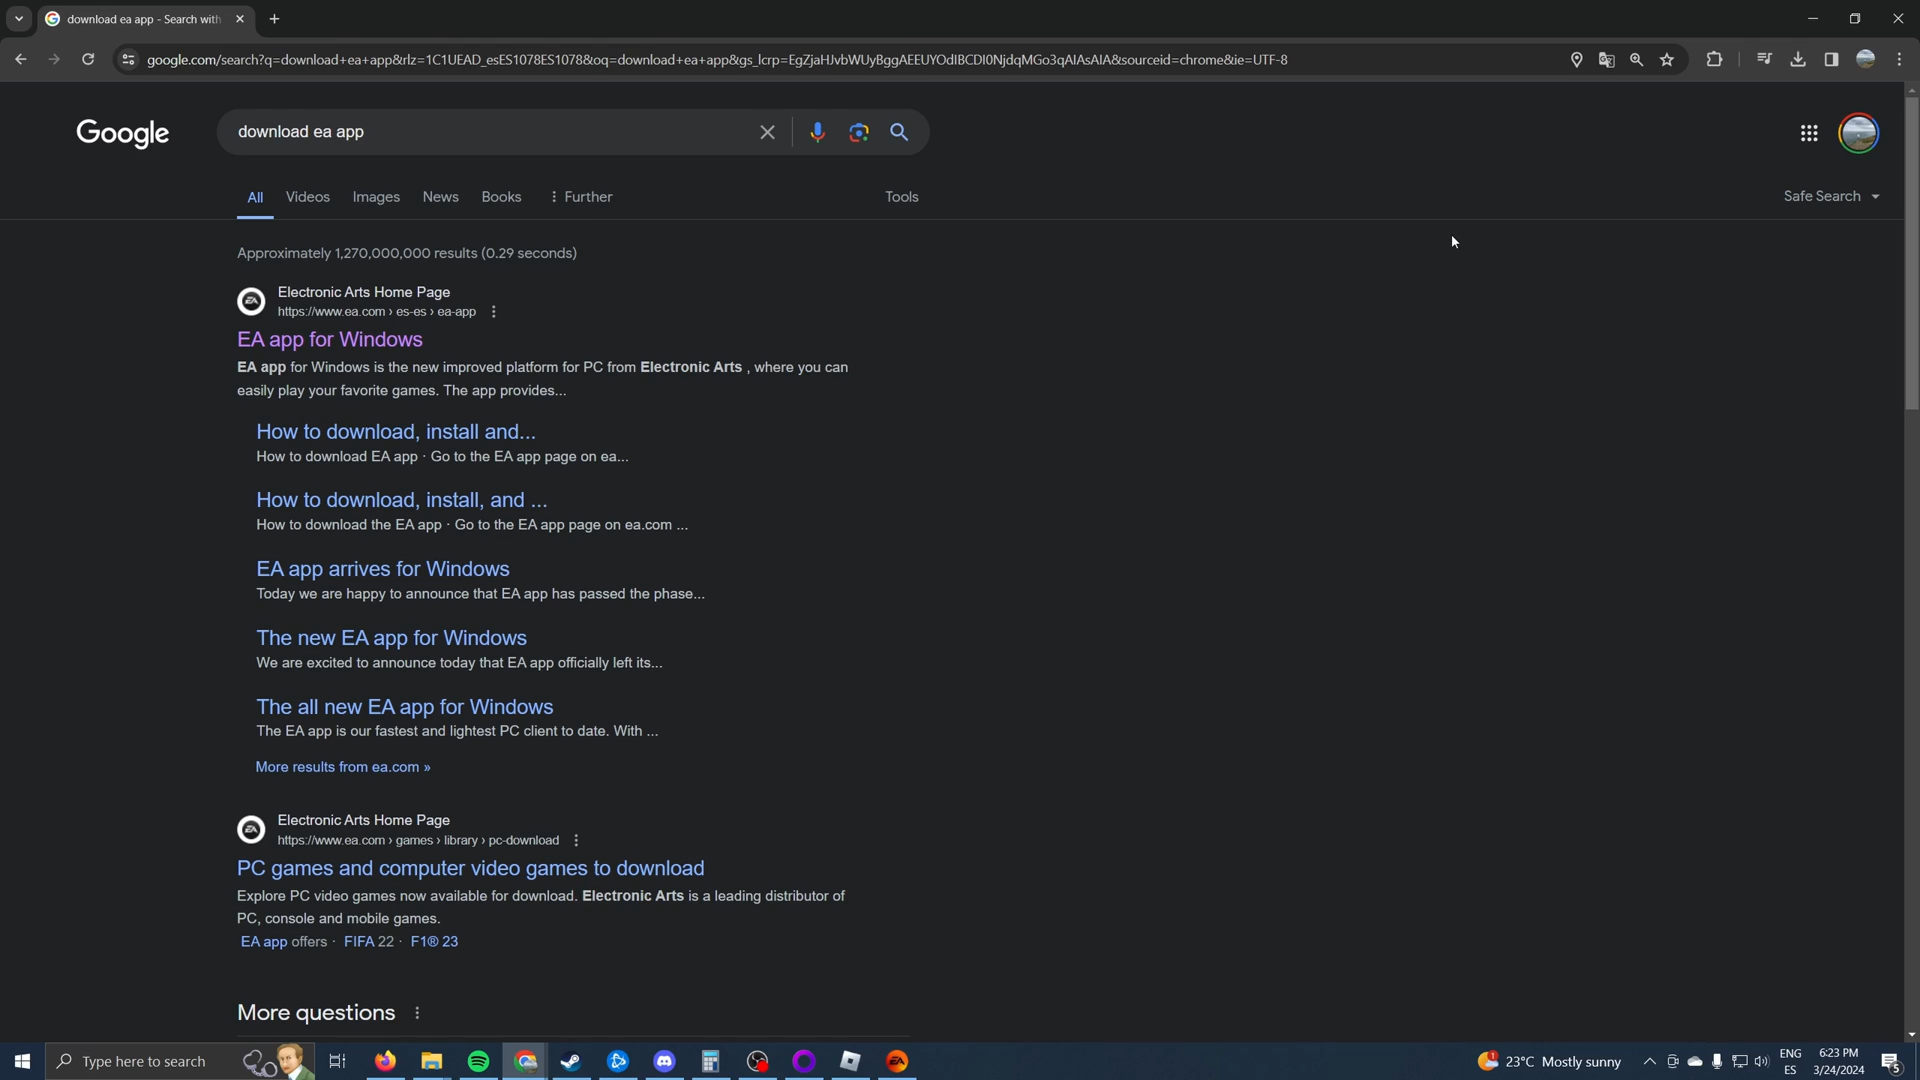 download ea app - Search with
google.com/search?q=download+ea+app&rlz=1C1UEAD_esES1078ES1078&oq=download+ea+app&gs_lcrp=EgZjaHJvbWUyBggAEEUYOdIBCDI0NjdqMGo3qAIAsAIA&sourceid=chrome&ie=UTF-8
Google
download ea app
All Videos Images News Books Further Tools Safe Search
Approximately 1,270,000,000 results (0.29 seconds)
Electronic Arts Home Page
https://www.ea.com › es-es › ea-app
EA app for Windows
EA app for Windows is the new improved platform for PC from Electronic Arts , where you can
easily play your favorite games. The app provides...
How to download, install and...
How to download EA app · Go to the EA app page on ea...
How to download, install, and ...
How to download the EA app · Go to the EA app page on ea.com ...
EA app arrives for Windows
Today we are happy to announce that EA app has passed the phase...
The new EA app for Windows
We are excited to announce today that EA app officially left its...
The all new EA app for Windows
The EA app is our fastest and lightest PC client to date. With ...
More results from ea.com »
Electronic Arts Home Page
https://www.ea.com › games › library › pc-download
PC games and computer video games to download
Explore PC video games now available for download. Electronic Arts is a leading distributor of
PC, console and mobile games.
EA app offers · FIFA 22 · F1® 23
More questions
Type here to search
1
23°C Mostly sunny
ENG
ES
6:23 PM
3/24/2024
5